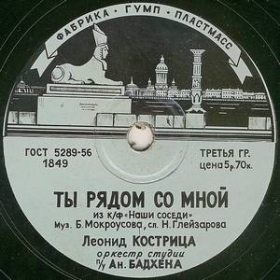 ФАБРИКА · ГУМП · ПЛАСТМАСС
ГОСТ 5289-56
1849
ТРЕТЬЯ ГР.
цена 5р. 70к.
ТЫ РЯДОМ СО МНОЙ
из к/ф «Наши соседи»
Муз. Б. Мокроусова, сл. Н. Глейзарова
Леонид КОСТРИЦА
оркестр студии
п/у Ан. БАДХЕНА